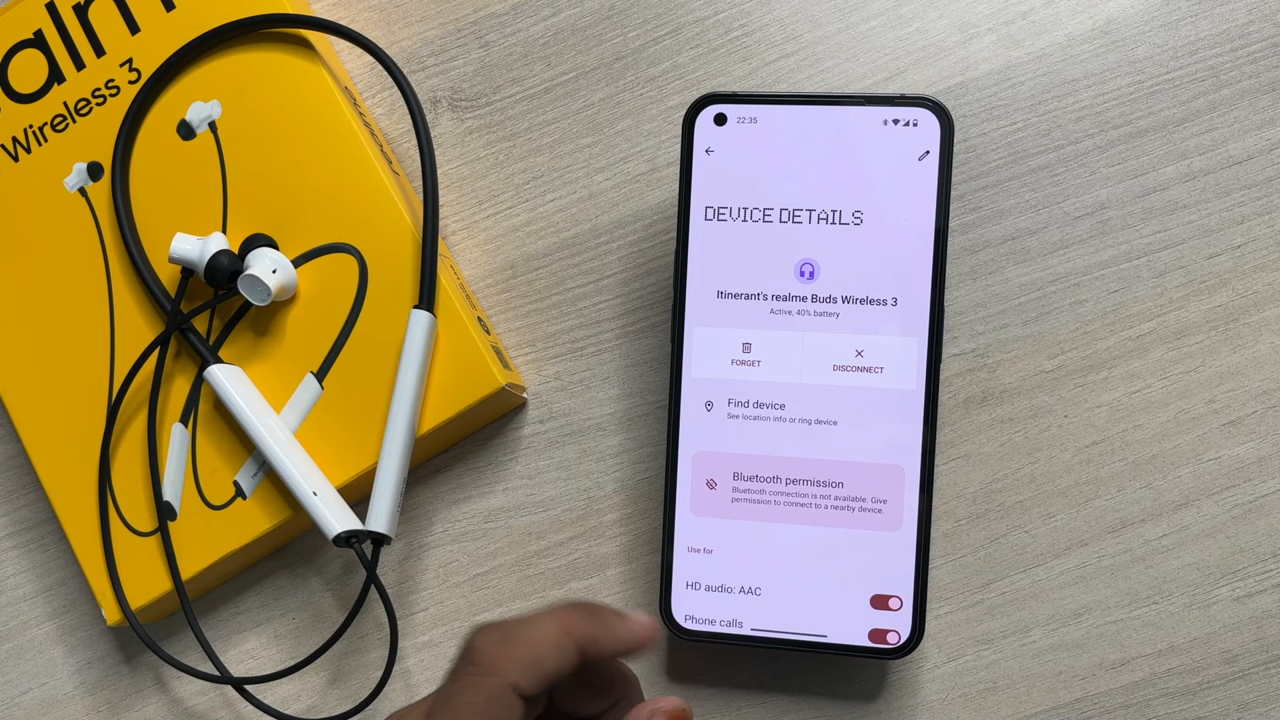 Wireless 3
realme
22:35
DEVICE DETAILS
Itinerant's realme Buds Wireless 3
Active, 40% battery
FORGET
DISCONNECT
Find device
See location info or ring device
Bluetooth permission
Bluetooth connection is not available. Give
permission to connect to a nearby device.
Use for
HD audio: AAC
Phone calls